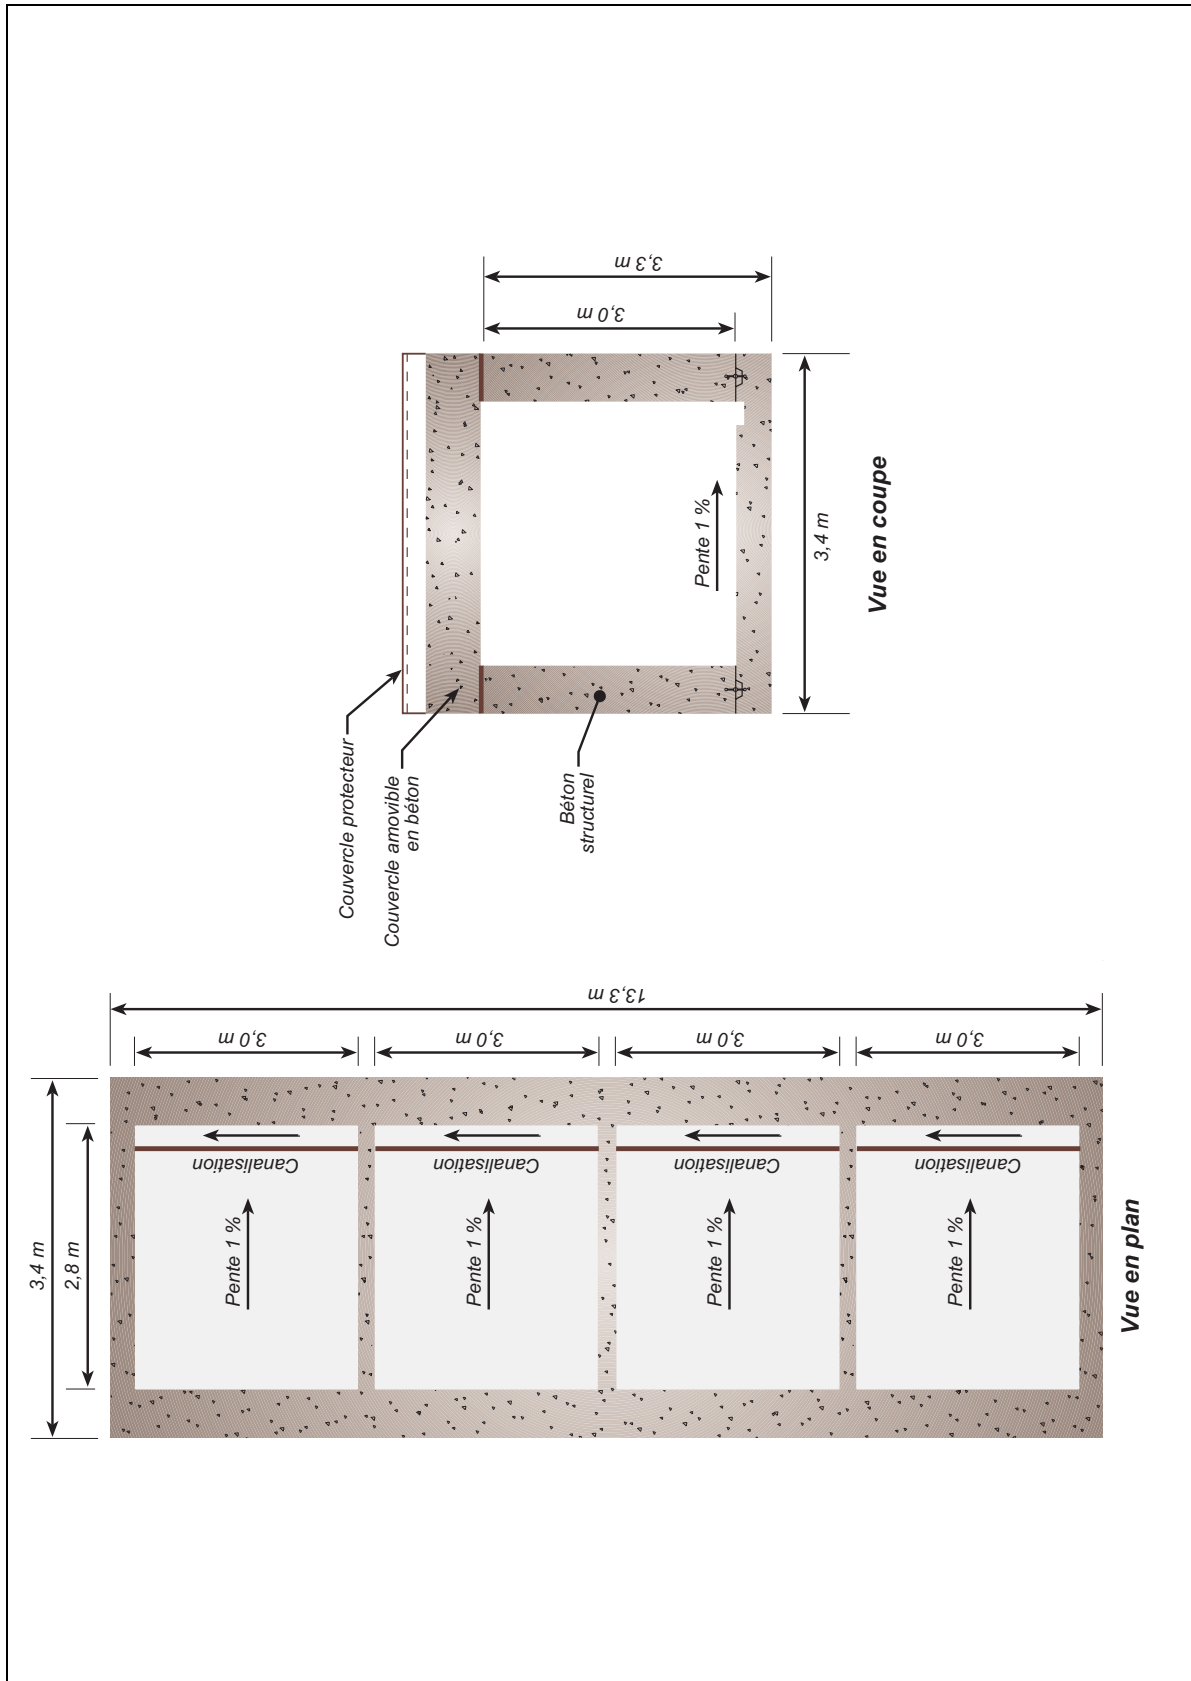 3,3 m
3,0 m
Pente 1 %
3,4 m
Vue en coupe
Couvercle protecteur
Couvercle amovible
en béton
Béton
structurel
13,3 m
3,0 m
3,0 m
3,0 m
3,0 m
3,4 m
2,8 m
Canalisation
Canalisation
Canalisation
Canalisation
Pente 1 %
Pente 1 %
Pente 1 %
Pente 1 %
Vue en plan